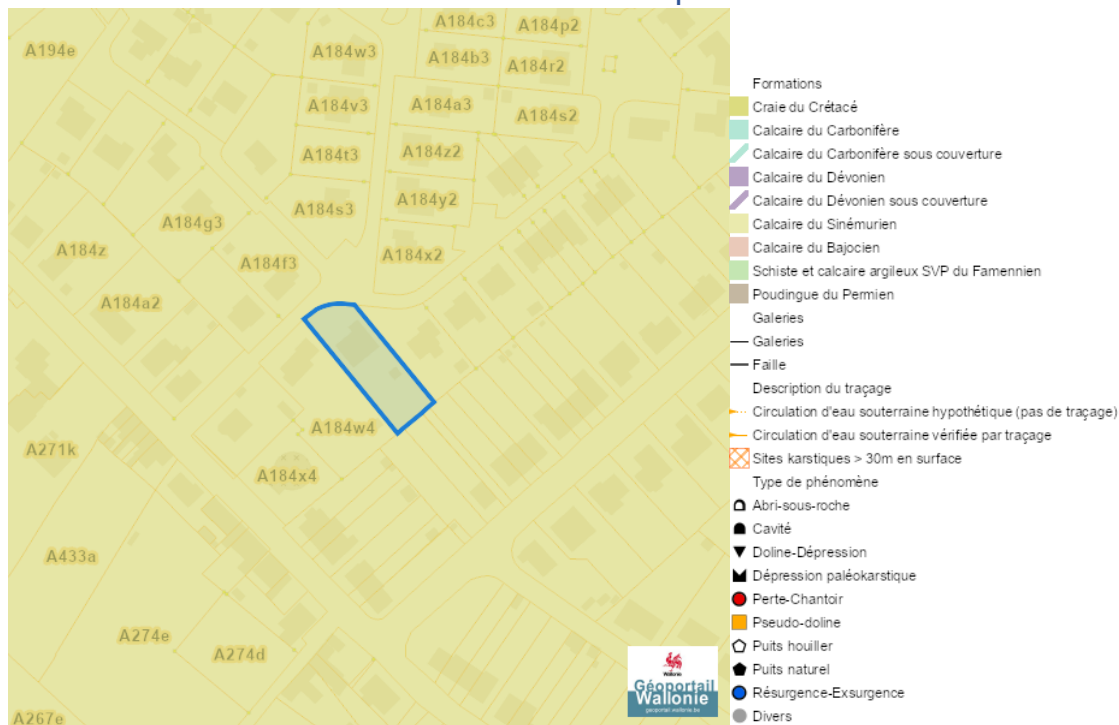 A184c3
A184p2
A194e
A184w3
A184b3
A184r2
A184v3
A184a3
A184s2
A184t3
A184z2
A184s3
A184y2
A184g3
A184z
A184f3
A184x2
A184a2
A184w4
A271k
A184x4
A433a
A274e
A274d
A267e
Wallonie
Géoportail
Wallonie
geoportail.wallonie.be
Formations
Craie du Crétacé
Calcaire du Carbonifère
Calcaire du Carbonifère sous couverture
Calcaire du Dévonien
Calcaire du Dévonien sous couverture
Calcaire du Sinémurien
Calcaire du Bajocien
Schiste et calcaire argileux SVP du Famennien
Poudingue du Permien
Galeries
Galeries
Faille
Description du traçage
Circulation d'eau souterraine hypothétique (pas de traçage)
Circulation d'eau souterraine vérifiée par traçage
Sites karstiques > 30m en surface
Type de phénomène
Abri-sous-roche
Cavité
Doline-Dépression
Dépression paléokarstique
Perte-Chantoir
Pseudo-doline
Puits houiller
Puits naturel
Résurgence-Exsurgence
Divers